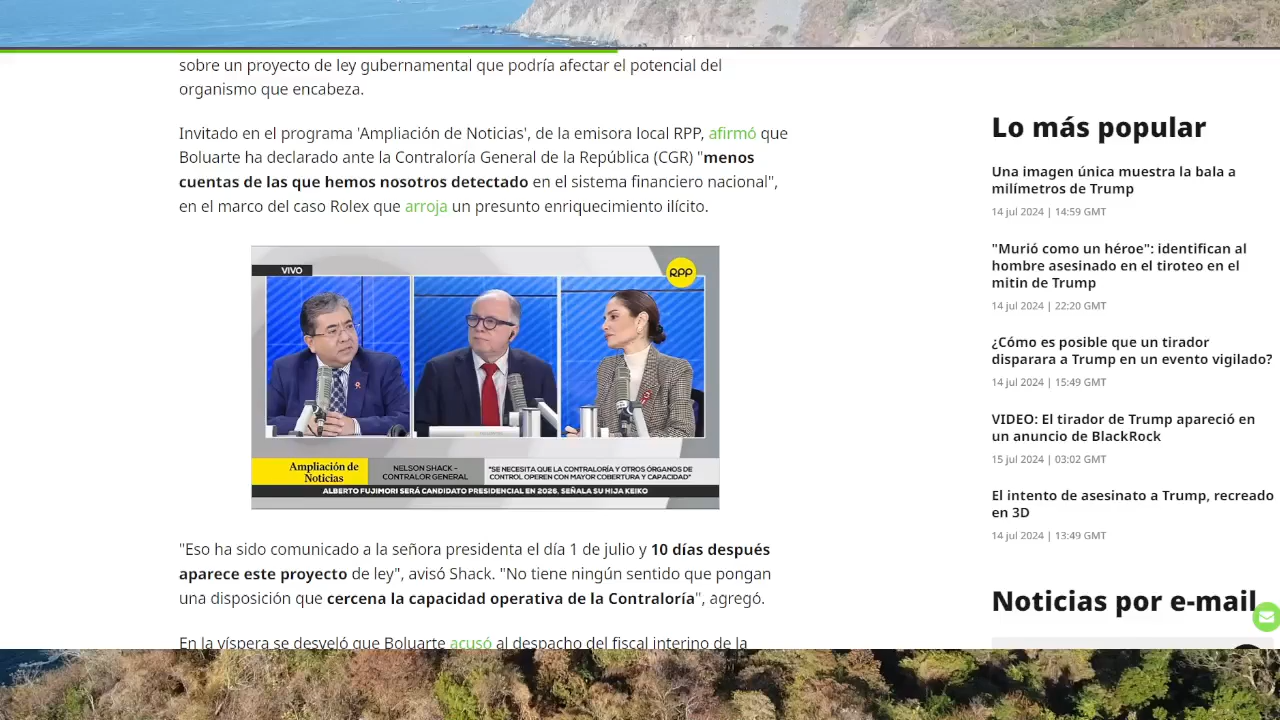 sobre un proyecto de ley gubernamental que podría afectar el potencial del
organismo que encabeza.
Invitado en el programa 'Ampliación de Noticias', de la emisora local RPP, afirmó que
Boluarte ha declarado ante la Contraloría General de la República (CGR) "menos
cuentas de las que hemos nosotros detectado en el sistema financiero nacional",
en el marco del caso Rolex que arroja un presunto enriquecimiento ilícito.
VIVO
RPP
Ampliación de
Noticias
NELSON SHACK -
CONTRALOR GENERAL
"SE NECESITA QUE LA CONTRALORÍA Y OTROS ÓRGANOS DE
CONTROL OPEREN CON MAYOR COBERTURA Y CAPACIDAD"
ALBERTO FUJIMORI SERÁ CANDIDATO PRESIDENCIAL EN 2026, SEÑALA SU HIJA KEIKO
"Eso ha sido comunicado a la señora presidenta el día 1 de julio y 10 días después
aparece este proyecto de ley", avisó Shack. "No tiene ningún sentido que pongan
una disposición que cercena la capacidad operativa de la Contraloría", agregó.
En la víspera se desveló que Boluarte acusó al despacho del fiscal interino de la
Lo más popular
Una imagen única muestra la bala a
milímetros de Trump
14 jul 2024 | 14:59 GMT
"Murió como un héroe": identifican al
hombre asesinado en el tiroteo en el
mitin de Trump
14 jul 2024 | 22:20 GMT
¿Cómo es posible que un tirador
disparara a Trump en un evento vigilado?
14 jul 2024 | 15:49 GMT
VIDEO: El tirador de Trump apareció en
un anuncio de BlackRock
15 jul 2024 | 03:02 GMT
El intento de asesinato a Trump, recreado
en 3D
14 jul 2024 | 13:49 GMT
Noticias por e-mail